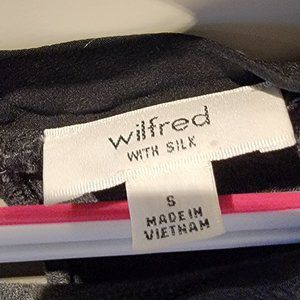 wilfred
WITH SILK
S
MADE IN
VIETNAM